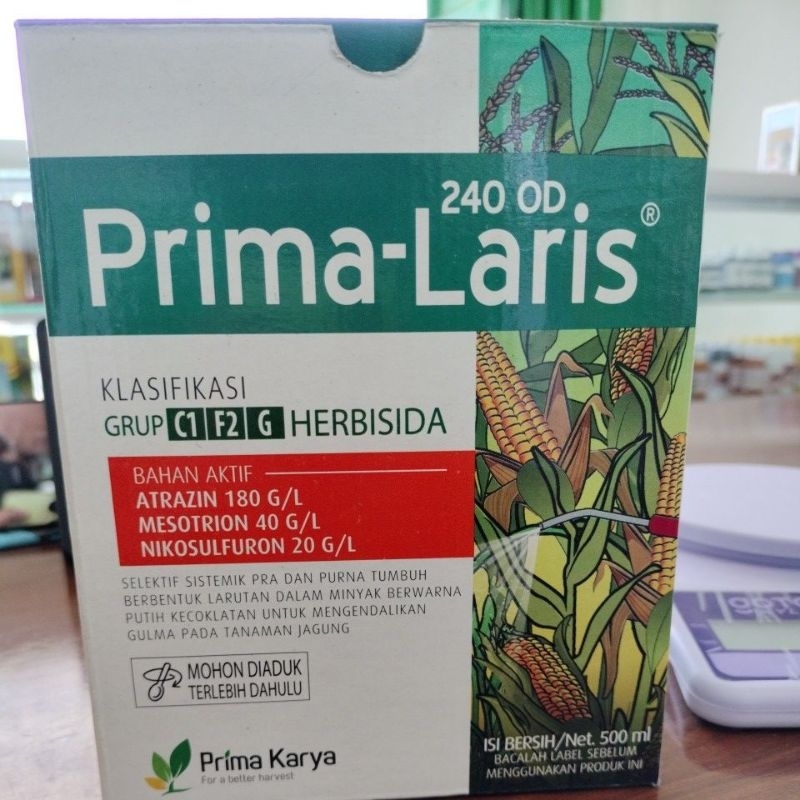 240 OD
Prima-Laris®
KLASIFIKASI
GRUP C1 F2 G HERBISIDA
BAHAN AKTIF
ATRAZIN 180 G/L
MESOTRION 40 G/L
NIKOSULFURON 20 G/L
SELEKTIF SISTEMIK PRA DAN PURNA TUMBUH
BERBENTUK LARUTAN DALAM MINYAK BERWARNA
PUTIH KECOKLATAN UNTUK MENGENDALIKAN
GULMA PADA TANAMAN JAGUNG
MOHON DIADUK
TERLEBIH DAHULU
Prima Karya
For a better harvest
ISI BERSIH/Net. 500 ml
BACALAH LABEL SEBELUM
MENGGUNAKAN PRODUK INI